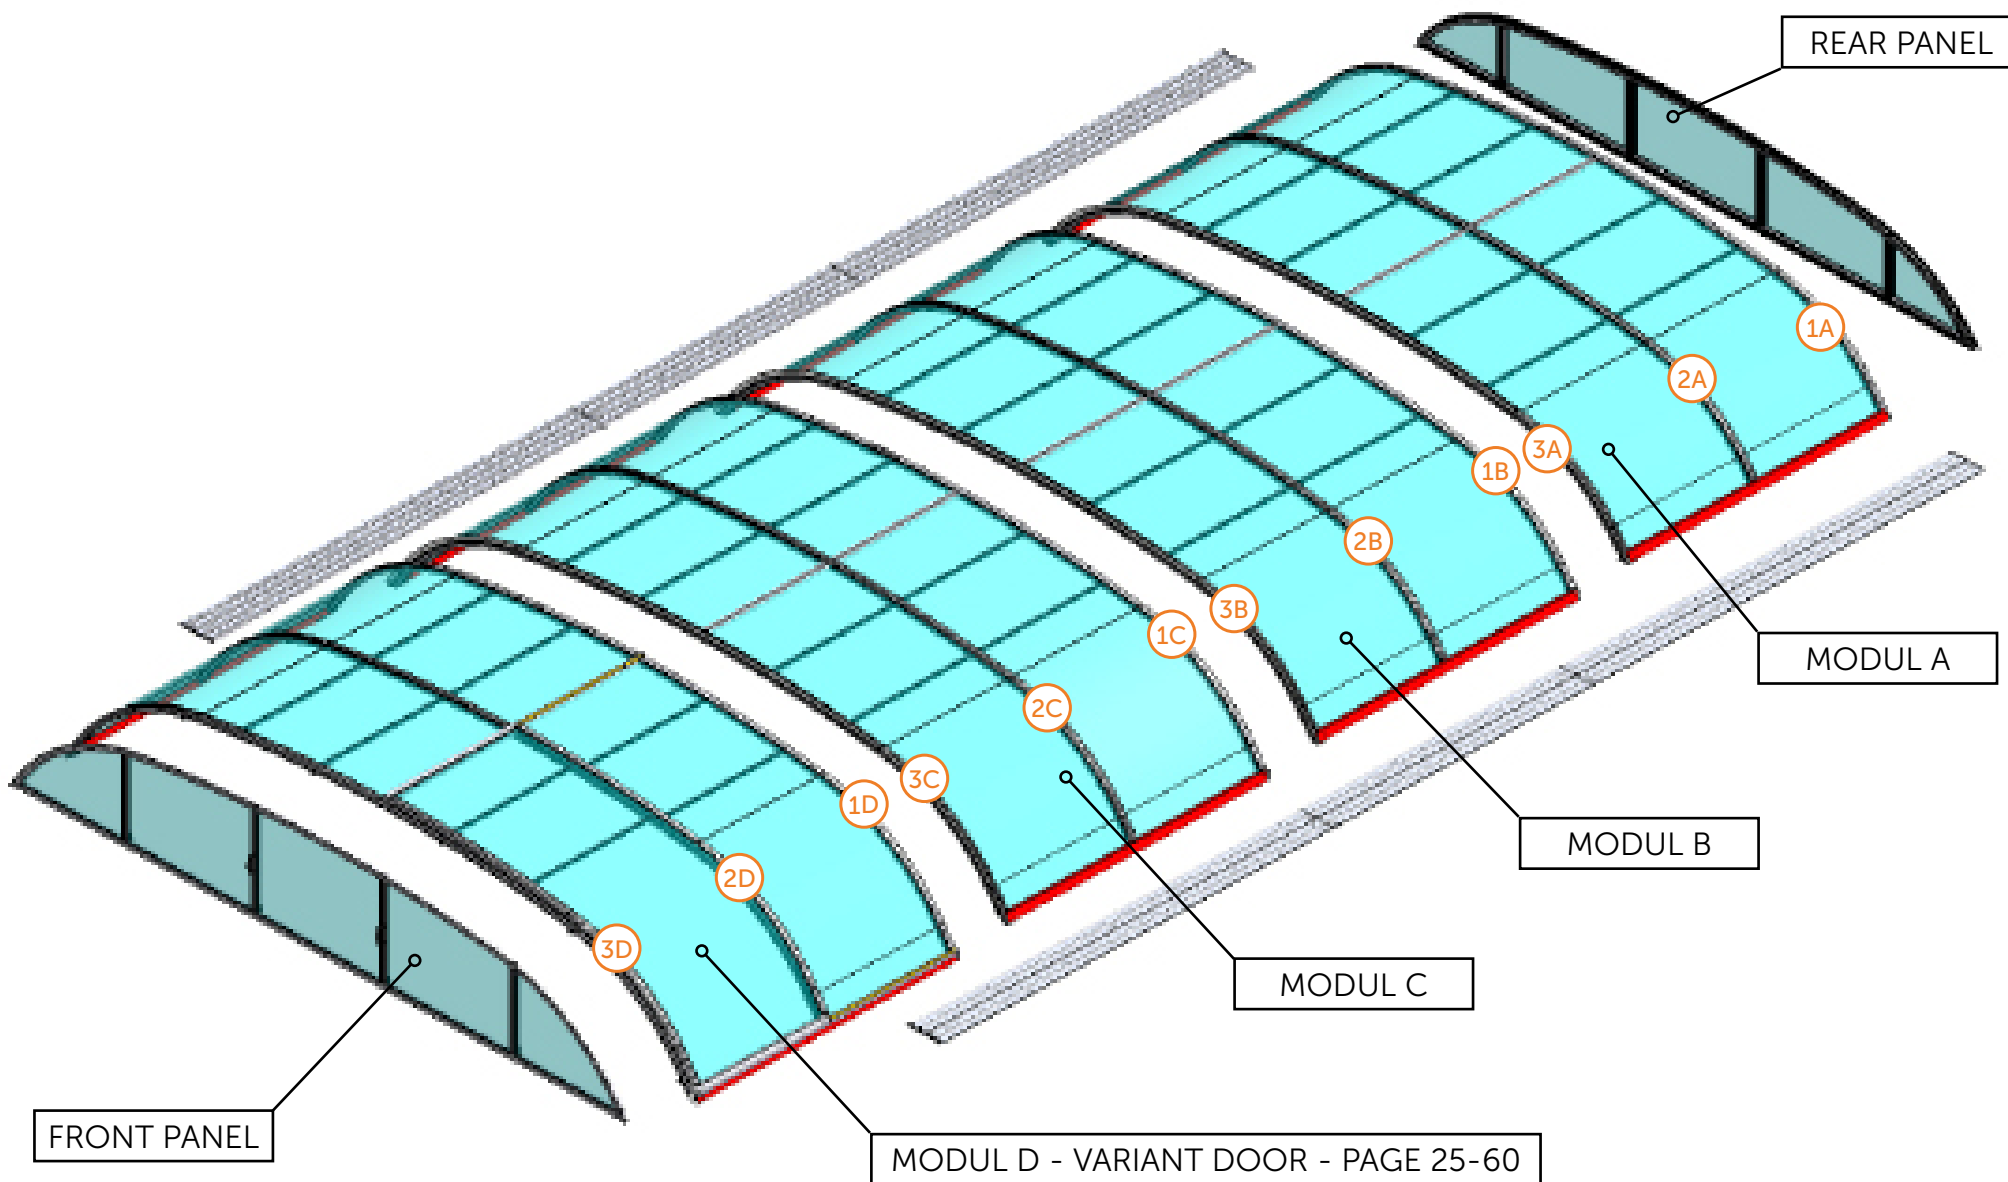 REAR PANEL
1A
2A
3A
1B
2B
3B
1C
MODUL A
2C
3C
1D
MODUL B
2D
3D
MODUL C
FRONT PANEL
MODUL D - VARIANT DOOR - PAGE 25-60